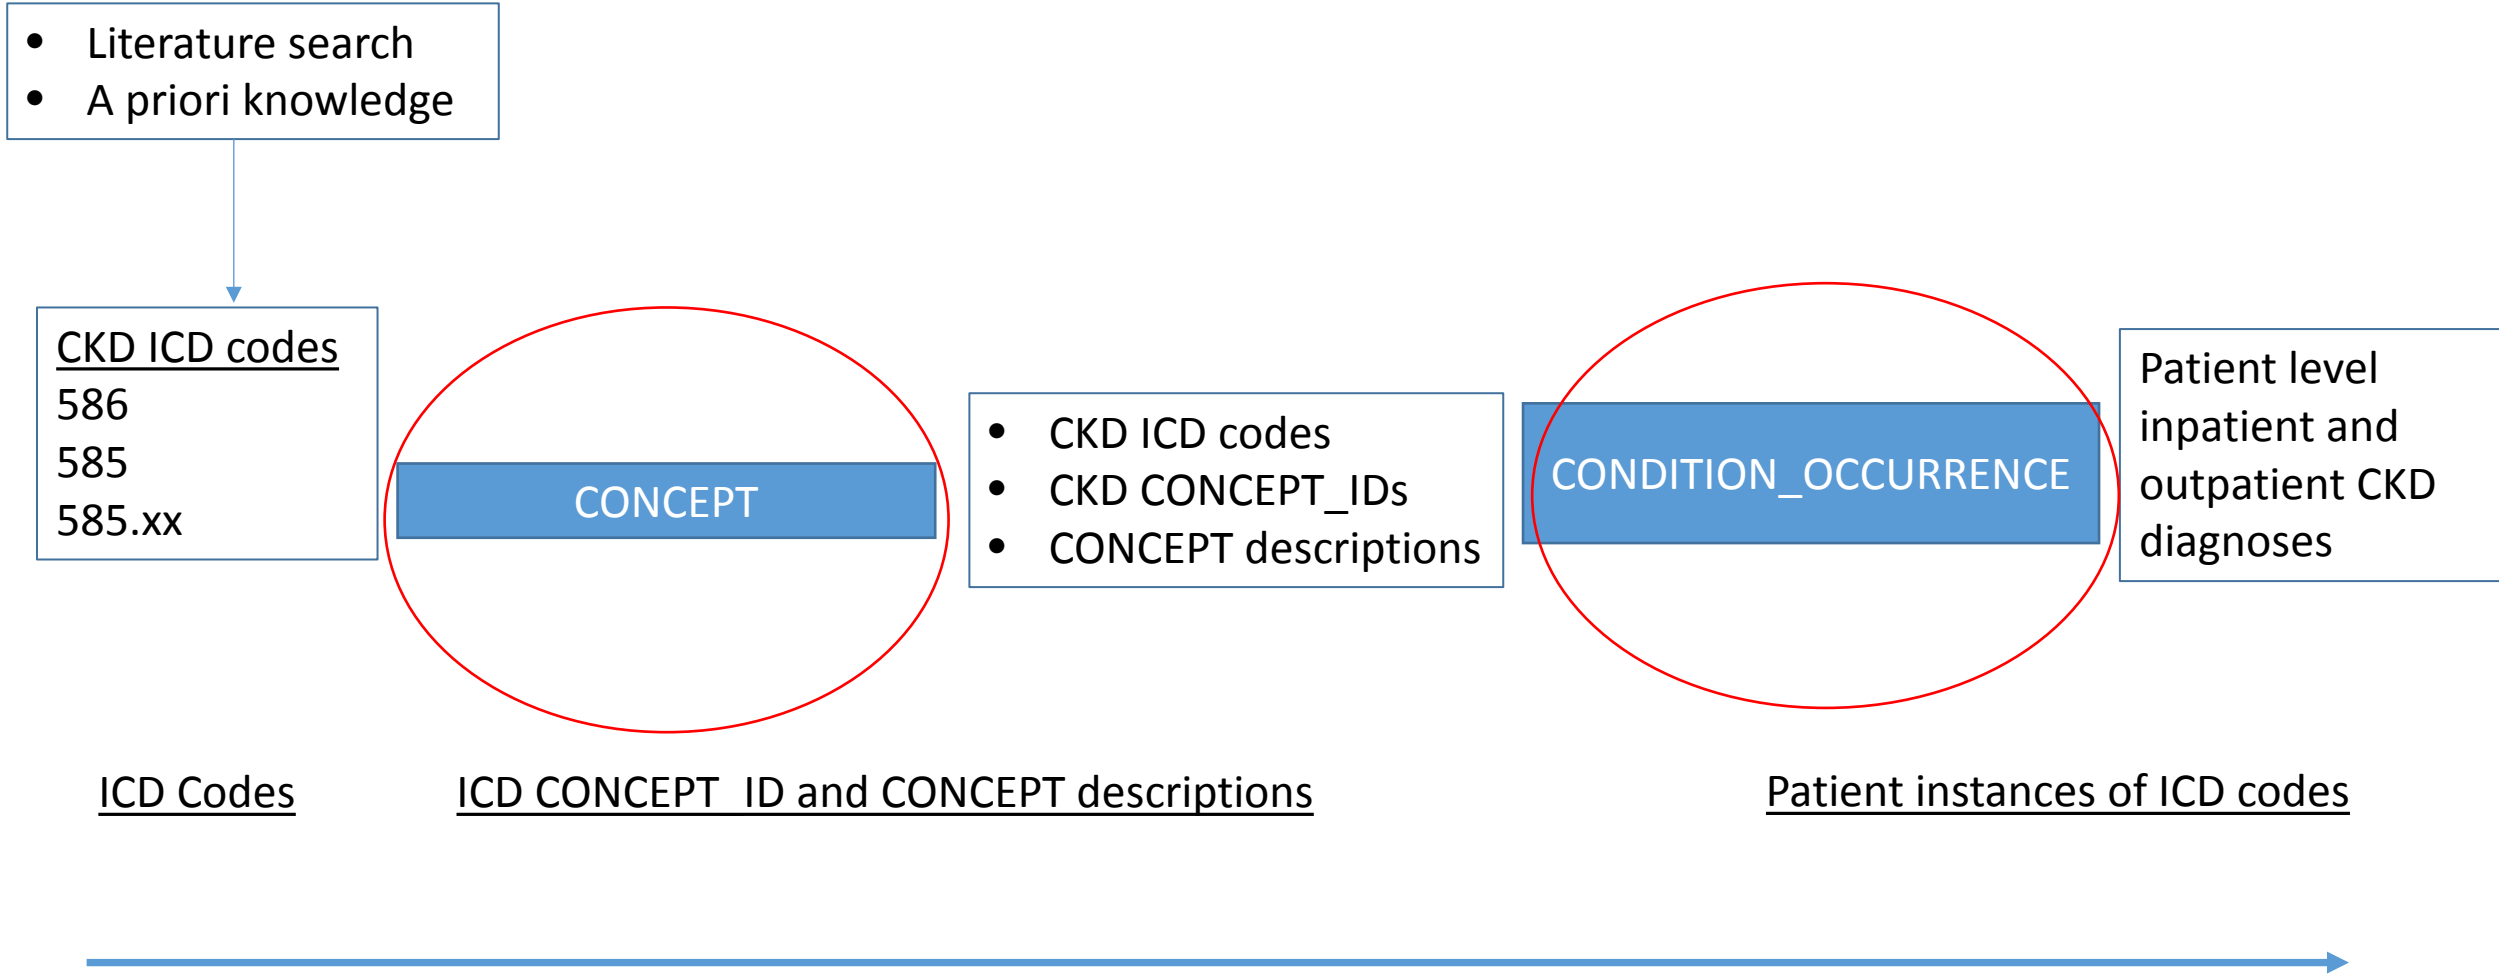 • Literature search
• A priori knowledge
CKD ICD codes
586
585
585.xx
CONCEPT
• CKD ICD codes
• CKD CONCEPT_IDs
• CONCEPT descriptions
CONDITION_OCCURRENCE
Patient level
inpatient and
outpatient CKD
diagnoses
ICD Codes
ICD CONCEPT_ID and CONCEPT descriptions
Patient instances of ICD codes